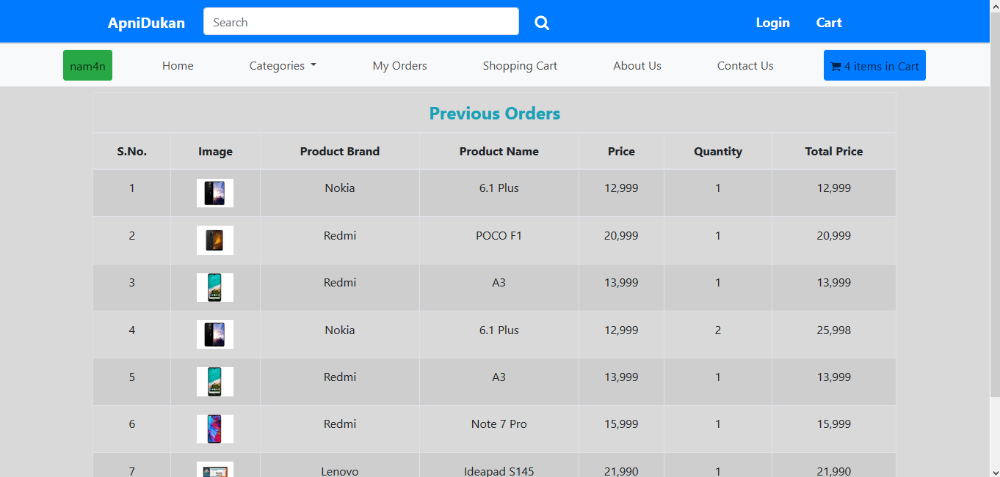 ApniDukan Search Login Cart
nam4n Home Categories My Orders Shopping Cart About Us Contact Us 4 items in Cart
Previous Orders
S.No. Image Product Brand Product Name Price Quantity Total Price
1 Nokia 6.1 Plus 12,999 1 12,999
2 Redmi POCO F1 20,999 1 20,999
3 Redmi A3 13,999 1 13,999
4 Nokia 6.1 Plus 12,999 2 25,998
5 Redmi A3 13,999 1 13,999
6 Redmi Note 7 Pro 15,999 1 15,999
7 Lenovo Ideapad S145 21,990 1 21,990